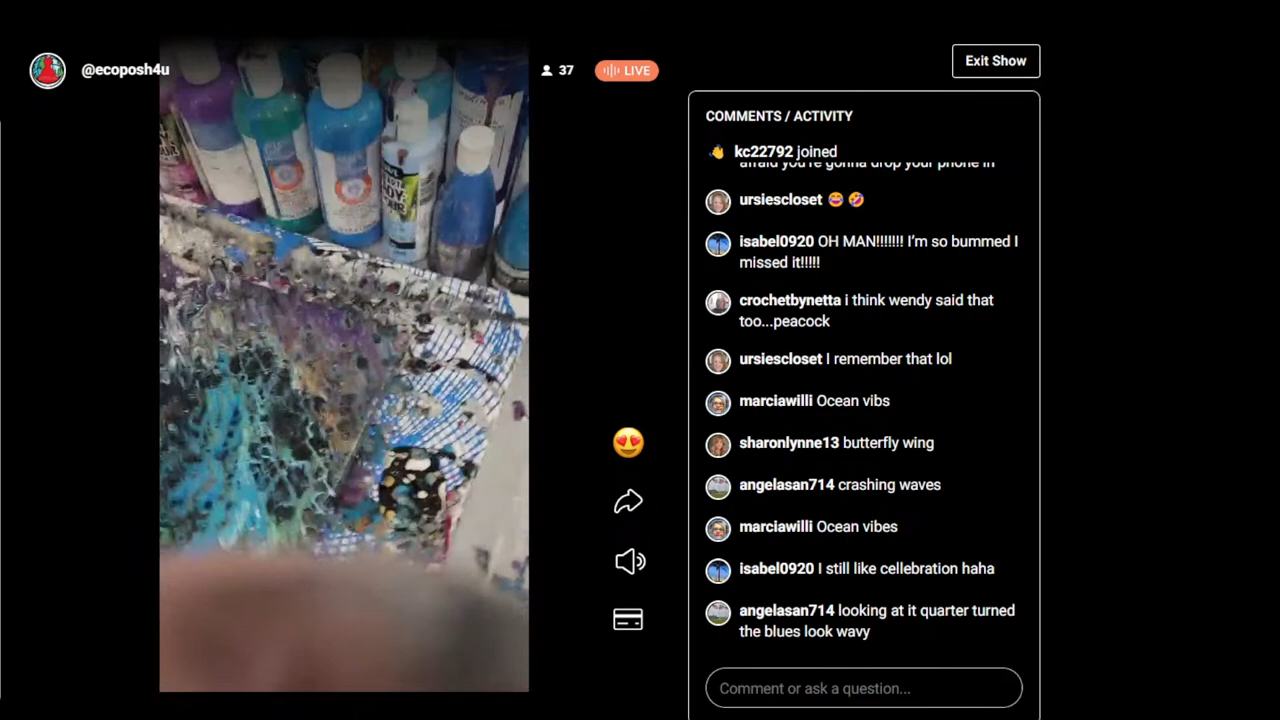 @ecoposh4u
37
LIVE
Exit Show
COMMENTS / ACTIVITY
kc22792 joined
afraid you're gonna drop your phone in
ursiescloset 😂 🤣
isabel0920 OH MAN!!!!!!! I'm so bummed I
missed it!!!!!
crochetbynetta i think wendy said that
too...peacock
ursiescloset I remember that lol
marciawilli Ocean vibs
sharonlynne13 butterfly wing
angelasan714 crashing waves
marciawilli Ocean vibes
isabel0920 I still like cellebration haha
angelasan714 looking at it quarter turned
the blues look wavy
Comment or ask a question...